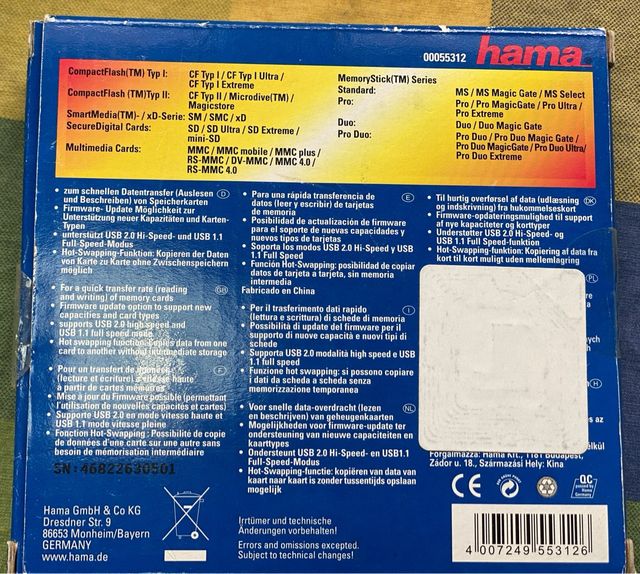 00055312 hama
CompactFlash(TM) Typ I: CF Typ I / CF Typ I Ultra /
CF Typ I Extreme
CompactFlash (TM)Typ II: CF Typ II / Microdrive(TM) /
Magicstore
SmartMedia(TM)- / xD-Serie: SM / SMC / xD
SecureDigital Cards: SD / SD Ultra / SD Extreme /
mini-SD
Multimedia Cards: MMC / MMC mobile / MMC plus /
RS-MMC / DV-MMC / MMC 4.0 /
RS-MMC 4.0
MemoryStick(TM) Series
Standard: MS / MS Magic Gate / MS Select
Pro: Pro / Pro MagicGate / Pro Ultra /
Pro Extreme
Duo: Duo / Duo Magic Gate
Pro Duo: Pro Duo / Pro Duo Magic Gate /
Pro Duo MagicGate / Pro Duo Ultra/
Pro Duo Extreme
• zum schnellen Datentransfer (Auslesen D
und Beschreiben) von Speicherkarten
• Firmware- Update Möglichkeit zur
Unterstützung neuer Kapazitäten und Karten-
Typen
• unterstützt USB 2.0 Hi-Speed- und USB 1.1
Full-Speed-Modus
• Hot-Swapping-Funktion: Kopieren der Daten
von Karte zu Karte ohne Zwischenspeichern
möglich
• For a quick transfer rate (reading GB
and writing) of memory cards
• Firmware update option to support new
capacities and card types
• supports USB 2.0 high speed and
USB 1.1 full speed mode
• Hot swapping function: Copies data from one
card to another without intermediate storage
• Pour un transfert de données F
(lecture et écriture) à vitesse haute
à partir de cartes mémoires
• Mise à jour du Firmware possible (permettant
l'utilisation de nouvelles capacités et cartes)
• Supporte USB 2.0 en mode vitesse haute et
USB 1.1 mode vitesse pleine
• Fonction Hot-Swapping: Possibilité de copie
de données d'une carte sur une autre sans
besoin de mémorisation intermédiaire
SN: 46822630501
Hama GmbH & Co KG
Dresdner Str. 9
86653 Monheim/Bayern
GERMANY
www.hama.de
• Para una rápida transferencia de E
datos (leer y escribir) de tarjetas
de memoria
• Posibilidad de actualización de firmware
para el soporte de nuevas capacidades y
nuevos tipos de tarjetas
• Soporta los modos USB 2.0 Hi-Speed y USB
1.1 Full Speed
• Función Hot-Swapping: posibilidad de copiar
datos de tarjeta a tarjeta, sin memoria
intermedia
Fabricado en China
• Per il trasferimento dati rapido I
(lettura e scrittura) di schede di memoria
• Possibilità di update del firmware per il
supporto di nuove capacità e nuovi tipi di
schede
• Supporta USB 2.0 modalità high speed e USB
1.1 full speed
• Funzione hot swapping: si possono copiare
i dati da scheda a scheda senza
memorizzazione temporanea
• Voor snelle data-overdracht (lezen NL
en beschrijven) van geheugenkarten
• Mogelijkheden voor firmware-update ter
ondersteuning van nieuwe capaciteiten en
kaarttypes
• Ondersteunt USB 2.0 Hi-Speed- en USB1.1
Full-Speed-Modus
• Hot-Swapping-functie: kopiëren van data van
kaart naar kaart is zonder tussentijds opslaan
mogelijk
Irrtümer und technische
Änderungen vorbehalten!
Errors and omissions excepted.
Subject to technical changes!
• Til hurtig overførsel af data (udlæsning DK
og indskrivning) fra hukommelseskort
• Firmware-opdateringsmulighed til support
af nye kapaciteter og korttyper
• Understøtter USB 2.0 Hi-Speed- og
USB 1.1 Full Speed-funktion
• Hot-Swapping-funktion: Kopiering af data fra
kort til kort muligt uden mellemlagring
PL
H
Forgalmazza: Hama Kft., 1181 Budapest,
Zádor u. 18., Származási Hely: Kína
CE
QC
passed by
Hama
Germany
4 007249 553126